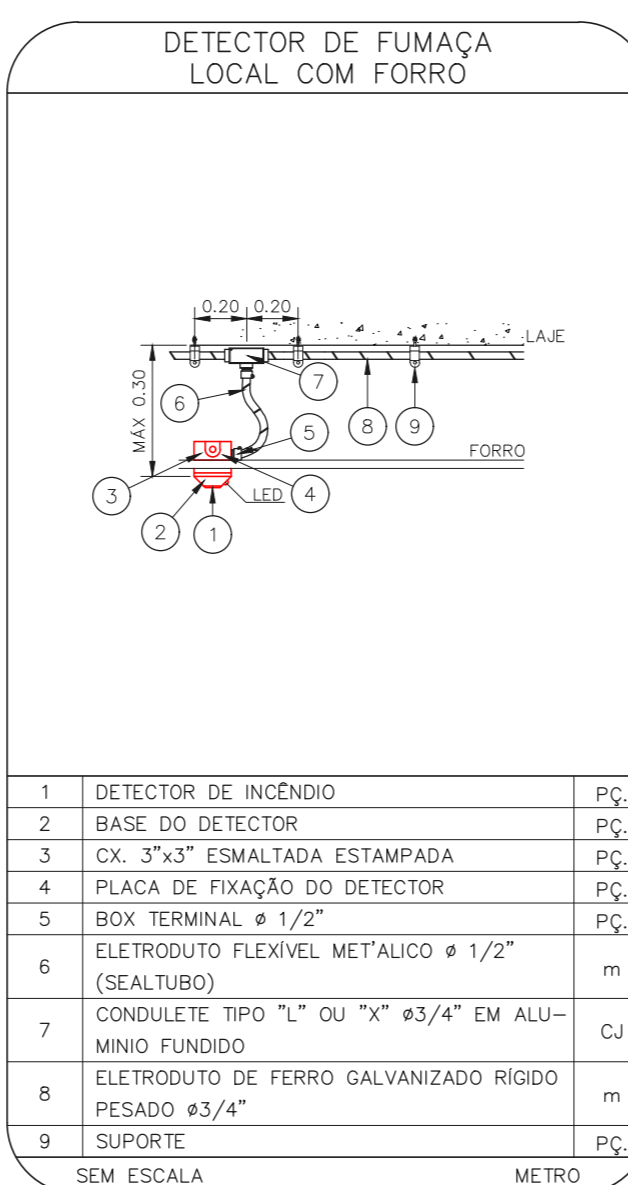 DETECTOR DE FUMAÇA
LOCAL COM FORRO
0.20 0.20
LAJE
MÁX 0.30
7
6
8
9
5
FORRO
3
LED
4
2
1
1 DETECTOR DE INCÊNDIO PÇ.
2 BASE DO DETECTOR PÇ.
3 CX. 3"x3" ESMALTADA ESTAMPADA PÇ.
4 PLACA DE FIXAÇÃO DO DETECTOR PÇ.
5 BOX TERMINAL ø 1/2" PÇ.
6 ELETRODUTO FLEXÍVEL MET'ALICO ø 1/2" m
(SEALTUBO)
7 CONDULETE TIPO "L" OU "X" ø3/4" EM ALU- CJ
MINIO FUNDIDO
8 ELETRODUTO DE FERRO GALVANIZADO RÍGIDO m
PESADO ø3/4"
9 SUPORTE PÇ.
SEM ESCALA METRO